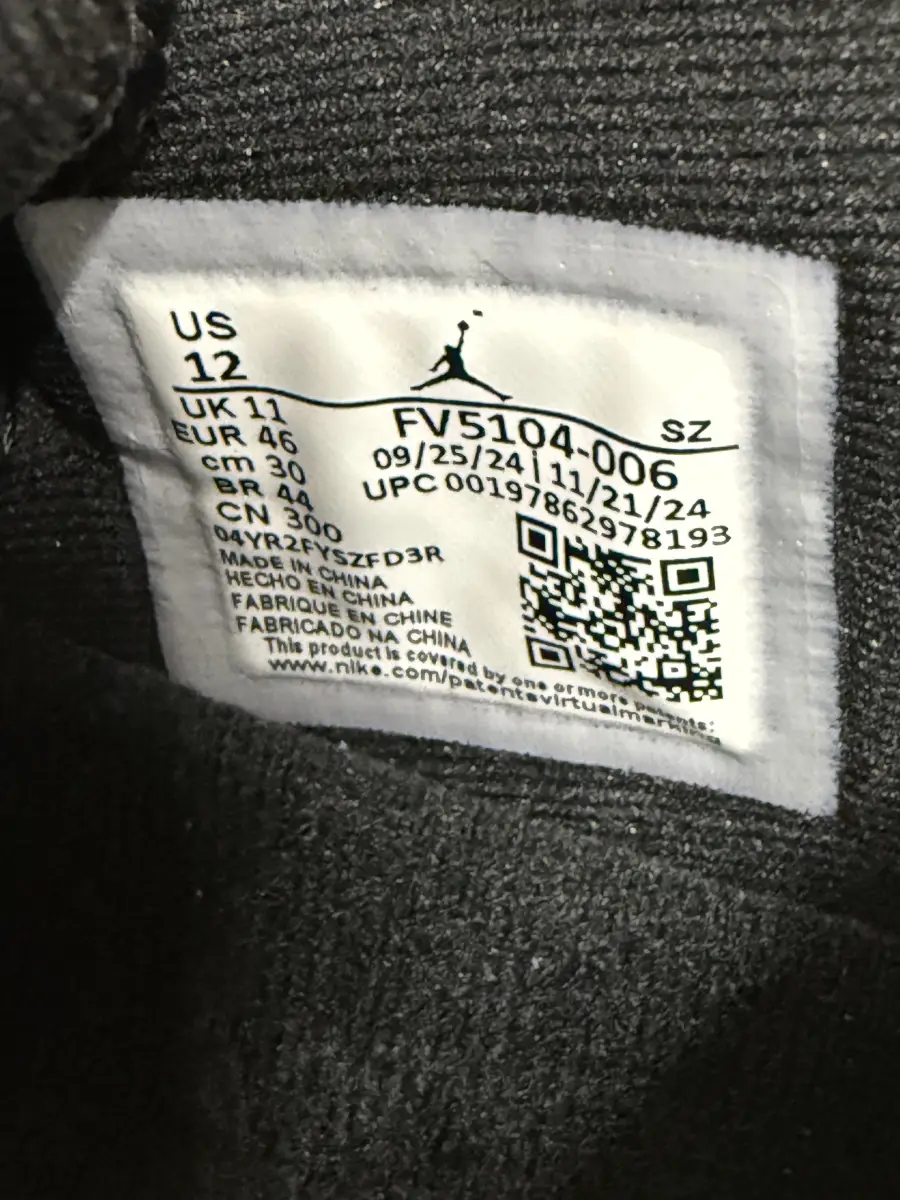 US
12
UK 11
EUR 46
cm 30
BR 44
CN 300
SZ
FV5104-006
09/25/24 | 11/21/24
UPC 00197862978193
04YR2FYSZFD3R
MADE IN CHINA
HECHO EN CHINA
FABRIQUE EN CHINE
FABRICADO NA CHINA
This product is covered by one or more patents:
www.nike.com/patentsvirtualmarking